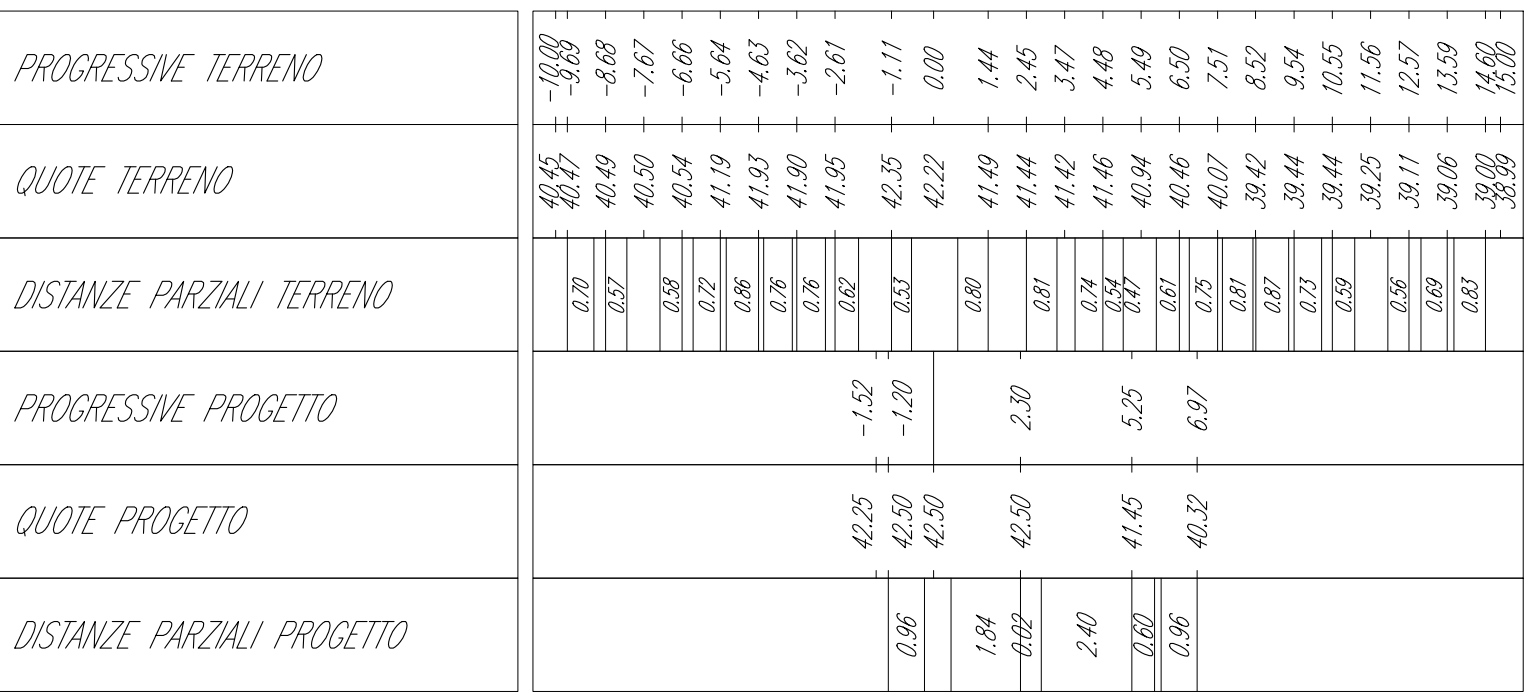 PROGRESSIVE TERRENO -10.00 -9.69 -8.68 -7.67 -6.66 -5.64 -4.63 -3.62 -2.61 -1.11 0.00 1.44 2.45 3.47 4.48 5.49 6.50 7.51 8.52 9.54 10.55 11.56 12.57 13.59 14.60 15.00
QUOTE TERRENO 40.45 40.47 40.49 40.50 40.54 41.19 41.93 41.90 41.95 42.35 42.22 41.49 41.44 41.42 41.46 40.94 40.46 40.07 39.42 39.44 39.44 39.25 39.11 39.06 39.00 38.99
DISTANZE PARZIALI TERRENO 0.70 0.57 0.58 0.72 0.86 0.76 0.76 0.62 0.53 0.80 0.81 0.74 0.54 0.47 0.61 0.75 0.81 0.87 0.73 0.59 0.56 0.69 0.83
PROGRESSIVE PROGETTO -1.52 -1.20 2.30 5.25 6.97
QUOTE PROGETTO 42.25 42.50 42.50 42.50 41.45 40.32
DISTANZE PARZIALI PROGETTO 0.96 1.84 0.02 2.40 0.60 0.96